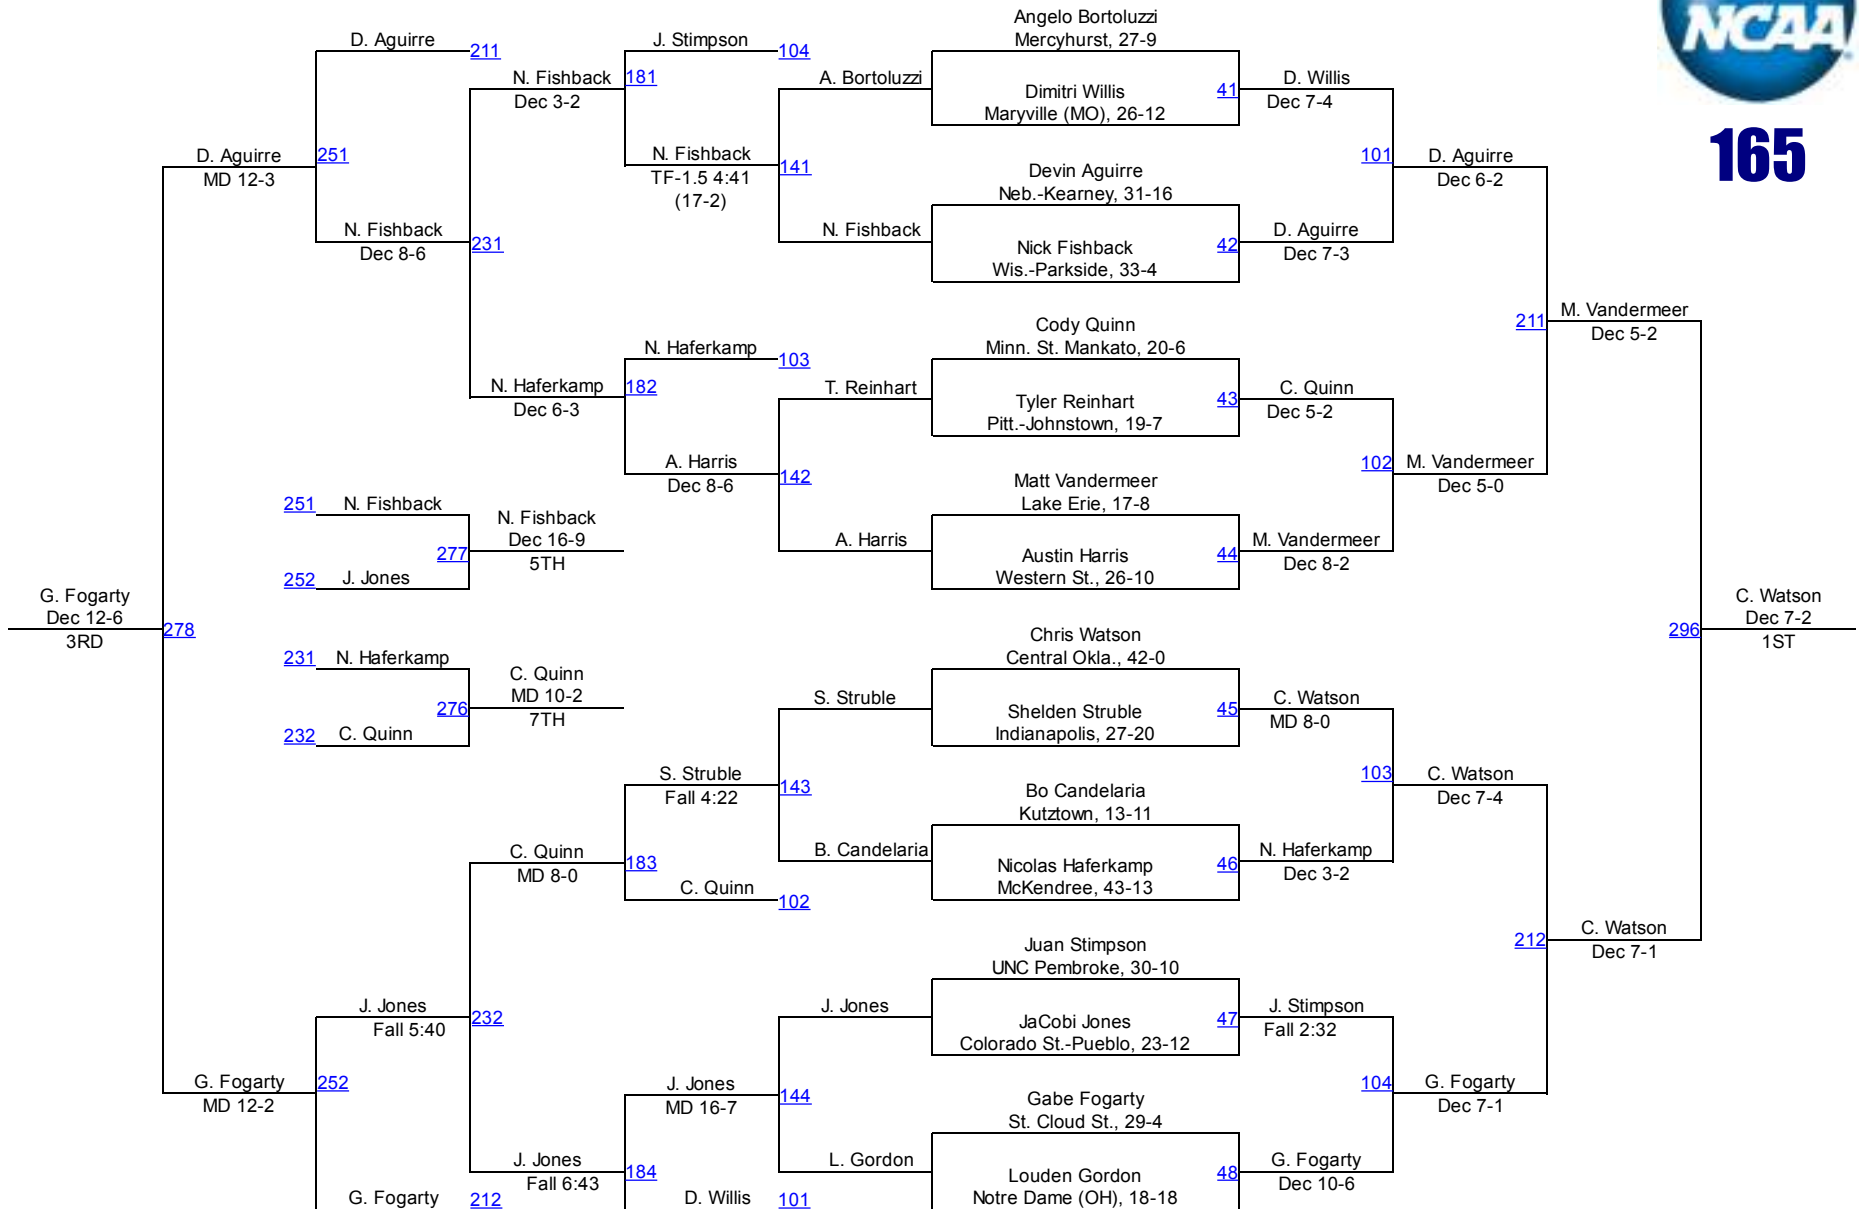 NCAA
165
Angelo Bortoluzzi
Mercyhurst, 27-9
D. Aguirre
211
J. Stimpson
104
N. Fishback
181
Dec 3-2
A. Bortoluzzi
Dimitri Willis
41
Maryville (MO), 26-12
D. Willis
Dec 7-4
D. Aguirre
251
MD 12-3
N. Fishback
141
TF-1.5 4:41
(17-2)
Devin Aguirre
Neb.-Kearney, 31-16
101
D. Aguirre
Dec 6-2
N. Fishback
231
Dec 8-6
N. Fishback
Nick Fishback
42
Wis.-Parkside, 33-4
D. Aguirre
Dec 7-3
Cody Quinn
Minn. St. Mankato, 20-6
211
M. Vandermeer
Dec 5-2
N. Haferkamp
103
N. Haferkamp
182
Dec 6-3
T. Reinhart
Tyler Reinhart
43
Pitt.-Johnstown, 19-7
C. Quinn
Dec 5-2
A. Harris
142
Dec 8-6
Matt Vandermeer
Lake Erie, 17-8
102
M. Vandermeer
Dec 5-0
251
N. Fishback
N. Fishback
277
Dec 16-9
5TH
252
J. Jones
A. Harris
Austin Harris
44
Western St., 26-10
M. Vandermeer
Dec 8-2
G. Fogarty
Dec 12-6
278
3RD
296
C. Watson
Dec 7-2
1ST
231
N. Haferkamp
C. Quinn
276
MD 10-2
7TH
232
C. Quinn
Chris Watson
Central Okla., 42-0
S. Struble
Shelden Struble
45
Indianapolis, 27-20
C. Watson
MD 8-0
S. Struble
143
Fall 4:22
Bo Candelaria
Kutztown, 13-11
103
C. Watson
Dec 7-4
C. Quinn
183
MD 8-0
C. Quinn
102
B. Candelaria
Nicolas Haferkamp
46
McKendree, 43-13
N. Haferkamp
Dec 3-2
212
C. Watson
Dec 7-1
Juan Stimpson
UNC Pembroke, 30-10
J. Jones
232
Fall 5:40
J. Jones
JaCobi Jones
47
Colorado St.-Pueblo, 23-12
J. Stimpson
Fall 2:32
G. Fogarty
252
MD 12-2
J. Jones
144
MD 16-7
Gabe Fogarty
St. Cloud St., 29-4
104
G. Fogarty
Dec 7-1
J. Jones
184
Fall 6:43
L. Gordon
Louden Gordon
48
Notre Dame (OH), 18-18
G. Fogarty
Dec 10-6
G. Fogarty
212
D. Willis
101